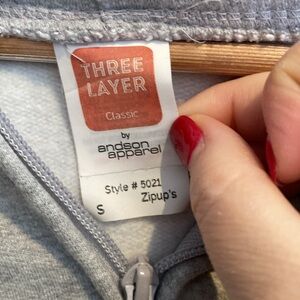 THREE
LAYER
Classic
by
andson
apparel
Style # 5021
S Zipup's